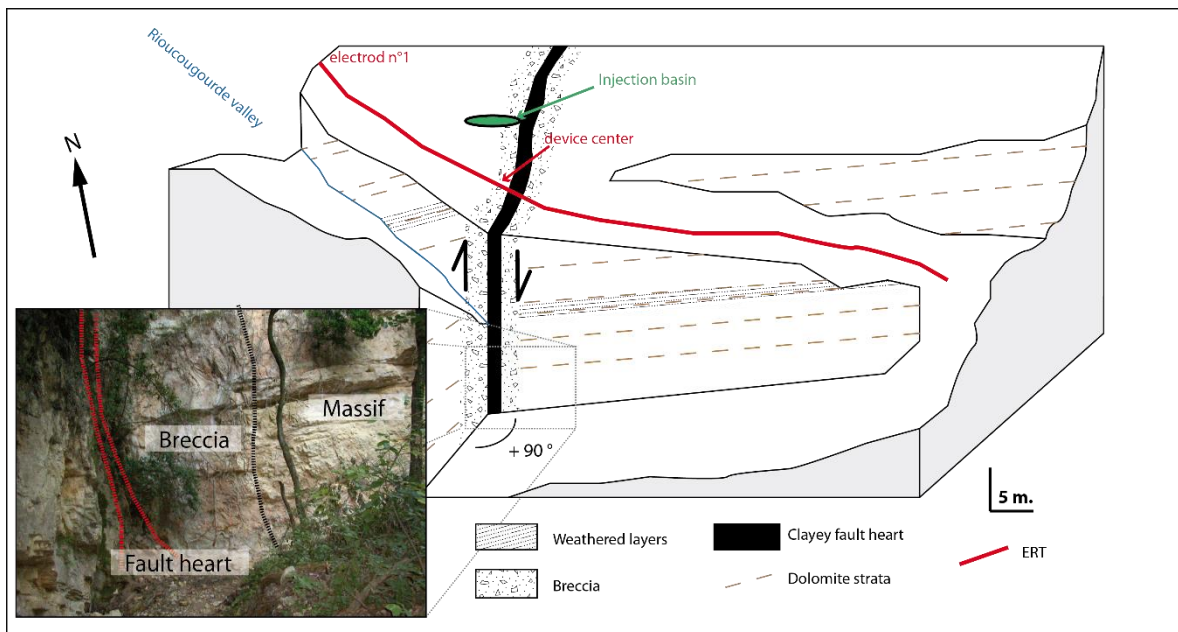 Rioucougourde valley
electrod n°1
Injection basin
device center
N
Breccia
Massif
Fault heart
+ 90 °
5 m.
Weathered layers
Breccia
Clayey fault heart
Dolomite strata
ERT